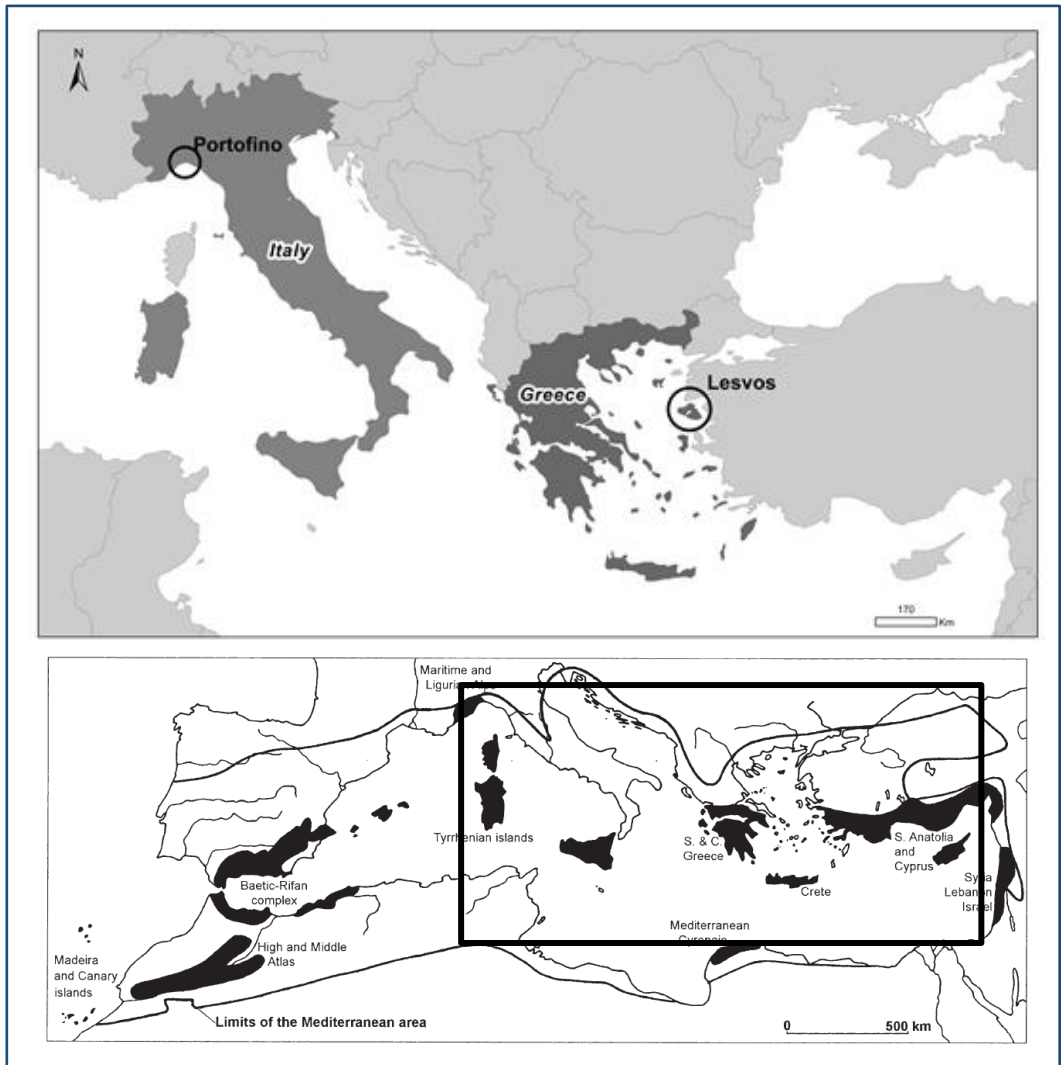 N
Portofino
Italy
Greece
Lesvos
170
Km
Maritime and
Ligurian Alps
Tyrrhenian islands
S. & C.
Greece
S. Anatolia
and
Cyprus
Crete
Syria
Lebanon
Israel
Baetic-Rifan
complex
Mediterranean
Cyrenaic
High and Middle
Atlas
Madeira
and Canary
islands
Limits of the Mediterranean area
0 500 km